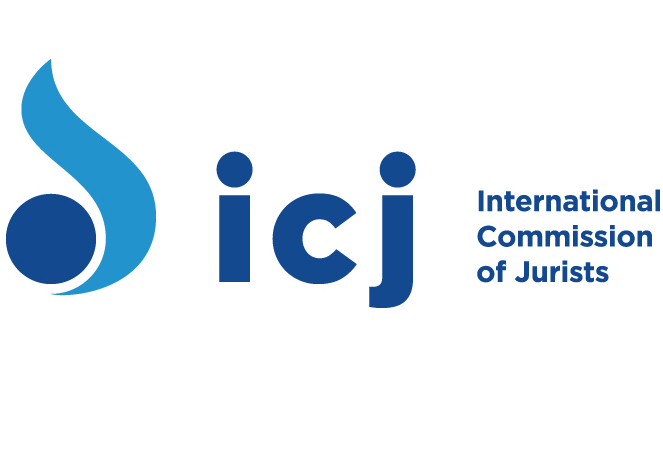 icj
International
Commission
of Jurists